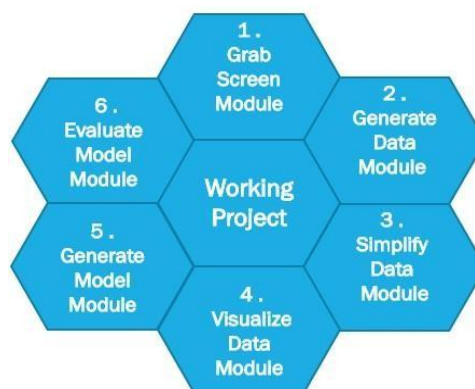 1 .
Grab
Screen
Module
2 .
Generate
Data
Module
3 .
Simplify
Data
Module
4 .
Visualize
Data
Module
5 .
Generate
Model
Module
6 .
Evaluate
Model
Module
Working
Project